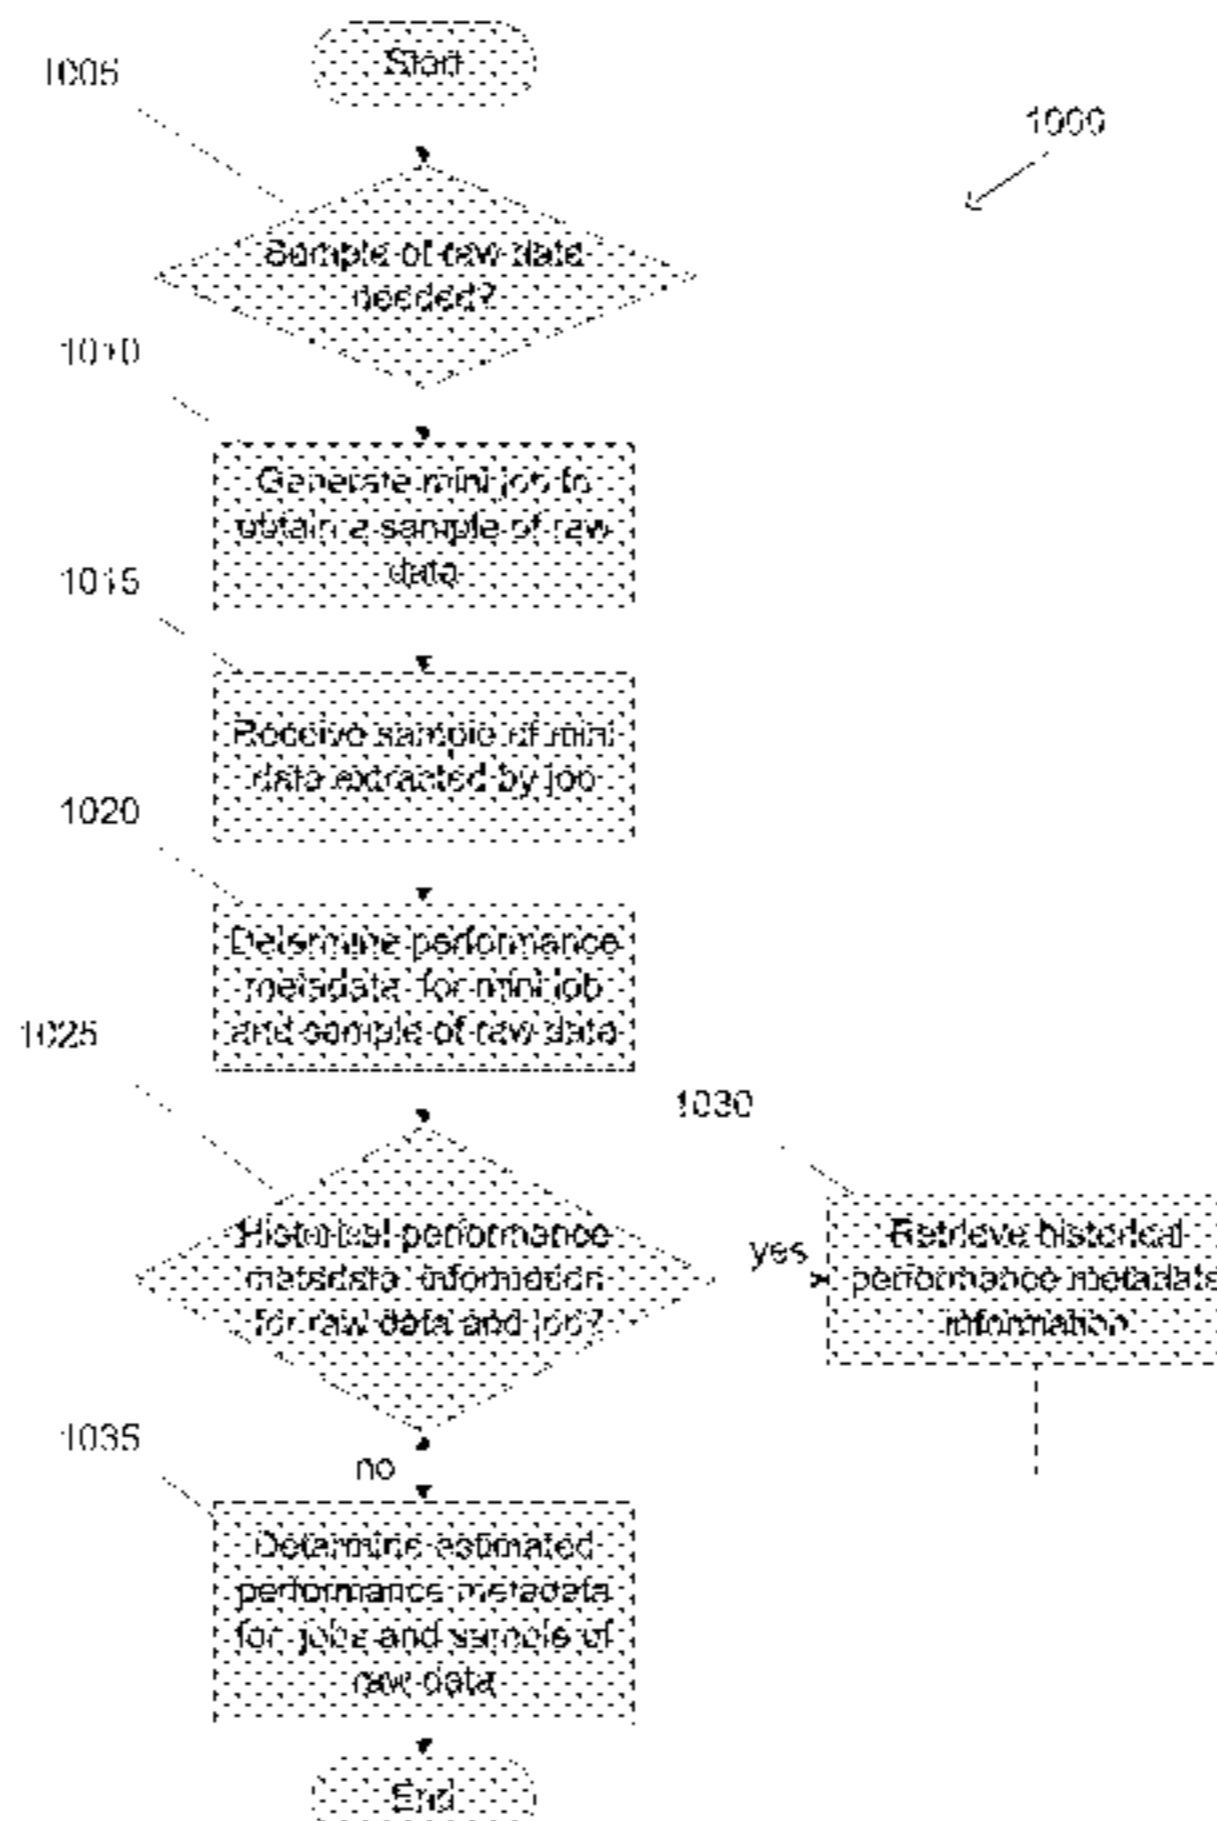 1005
Start
1000
Sample of raw data
needed?
1010
Generate mini job to
obtain a sample of raw
data
1015
Receive sample of mini
data extracted by job
1020
Determine performance
metadata for mini job
and sample of raw data
1025
1030
Historical performance
metadata information
for raw data and job?
yes
Retrieve historical
performance metadata
information
1035
no
Determine estimated
performance metadata
for jobs and sample of
raw data
End